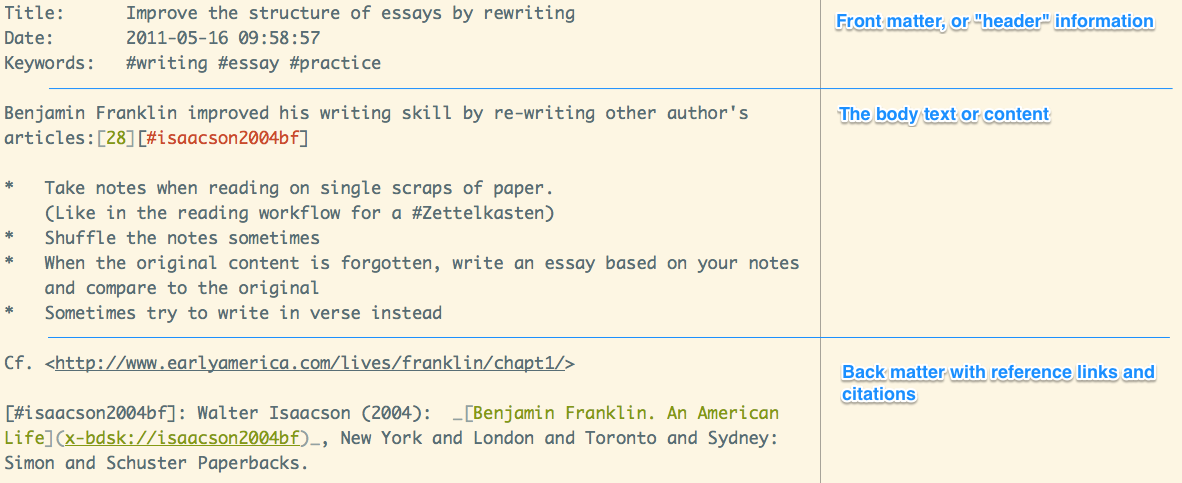 Title:      Improve the structure of essays by rewriting
Date:       2011-05-16 09:58:57
Keywords:   #writing #essay #practice
Front matter, or "header" information
Benjamin Franklin improved his writing skill by re-writing other author's
articles:[28][#isaacson2004bf]
*   Take notes when reading on single scraps of paper.
    (Like in the reading workflow for a #Zettelkasten)
*   Shuffle the notes sometimes
*   When the original content is forgotten, write an essay based on your notes
    and compare to the original
*   Sometimes try to write in verse instead
The body text or content
Cf. <http://www.earlyamerica.com/lives/franklin/chapt1/>
[#isaacson2004bf]: Walter Isaacson (2004):  _[Benjamin Franklin. An American
Life](x-bdsk://isaacson2004bf)_, New York and London and Toronto and Sydney:
Simon and Schuster Paperbacks.
Back matter with reference links and
citations